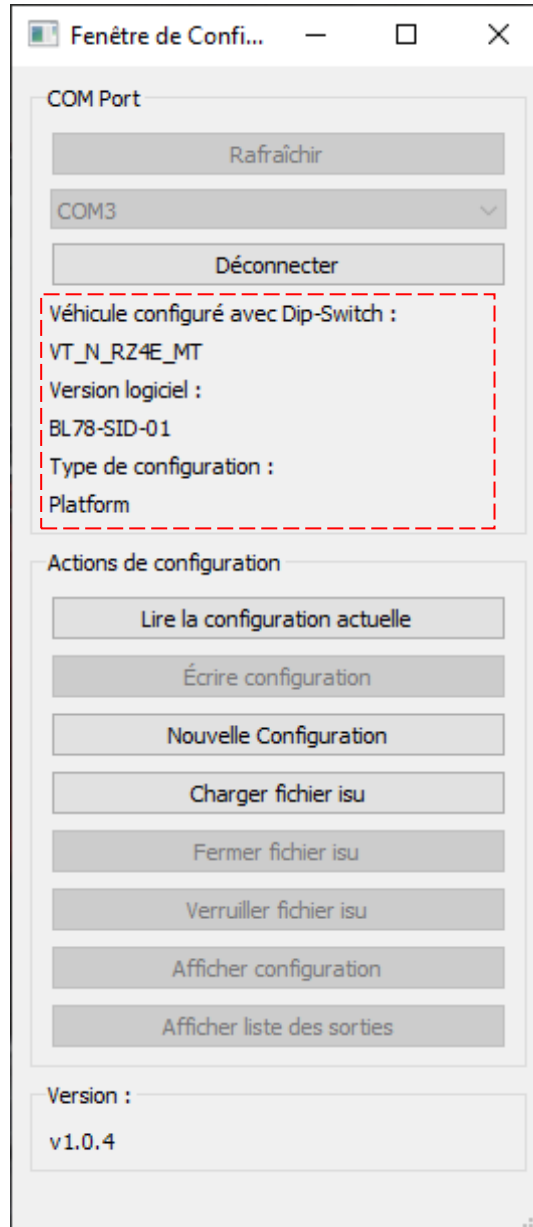 Fenêtre de Confi...
COM Port
Rafraîchir
COM3
Déconnecter
Véhicule configuré avec Dip-Switch :
VT_N_RZ4E_MT
Version logiciel :
BL78-SID-01
Type de configuration :
Platform
Actions de configuration
Lire la configuration actuelle
Écrire configuration
Nouvelle Configuration
Charger fichier isu
Fermer fichier isu
Verruiller fichier isu
Afficher configuration
Afficher liste des sorties
Version :
v1.0.4